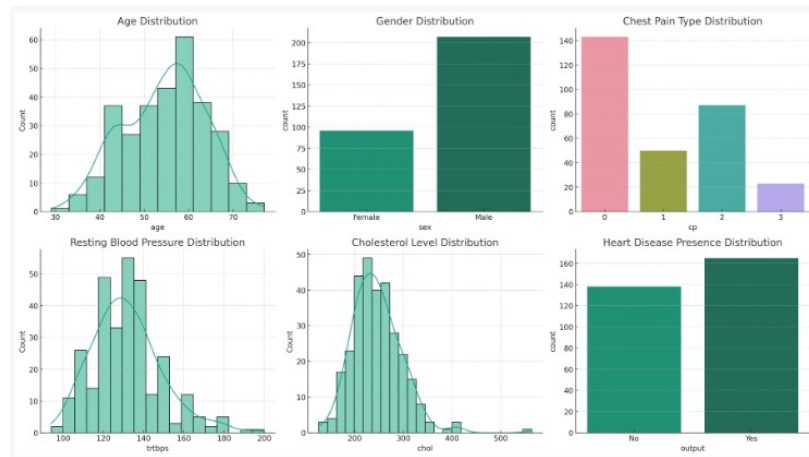 Age Distribution
60
50
40
30
20
10
0
Count
30 40 50 60 70
age
Gender Distribution
200
175
150
125
100
75
50
25
0
count
Female Male
sex
Chest Pain Type Distribution
140
120
100
80
60
40
20
0
count
0 1 2 3
cp
Resting Blood Pressure Distribution
50
40
30
20
10
0
Count
100 120 140 160 180 200
trtbps
Cholesterol Level Distribution
50
40
30
20
10
0
Count
200 300 400 500
chol
Heart Disease Presence Distribution
160
140
120
100
80
60
40
20
0
count
No Yes
output